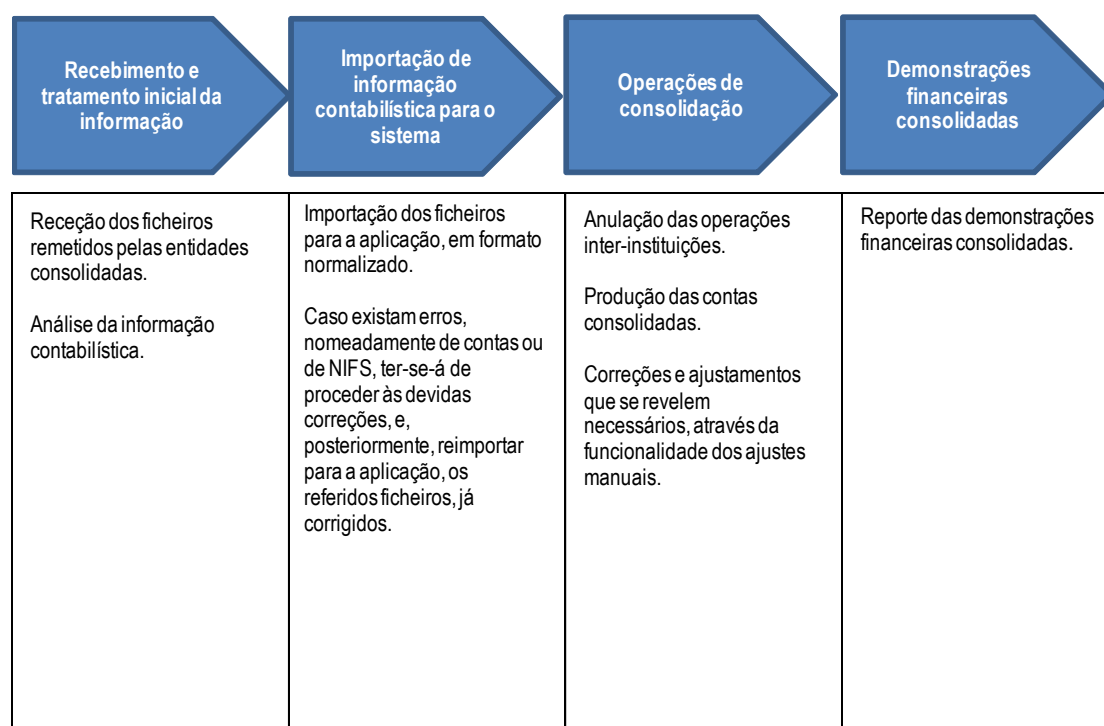 Recebimento e
tratamento inicial da
informação
Importação de
informação
contabilística para o
sistema
Operações de
consolidação
Demonstrações
financeiras
consolidadas
Receção dos ficheiros
remetidos pelas entidades
consolidadas.
Análise da informação
contabilística.
Importação dos ficheiros
para a aplicação, em formato
normalizado.
Caso existam erros,
nomeadamente de contas ou
de NIFS, ter-se-á de
proceder às devidas
correções, e,
posteriormente, reimportar
para a aplicação, os
referidos ficheiros, já
corrigidos.
Anulação das operações
inter-instituições.
Produção das contas
consolidadas.
Correções e ajustamentos
que se revelem
necessários, através da
funcionalidade dos ajustes
manuais.
Reporte das demonstrações
financeiras consolidadas.